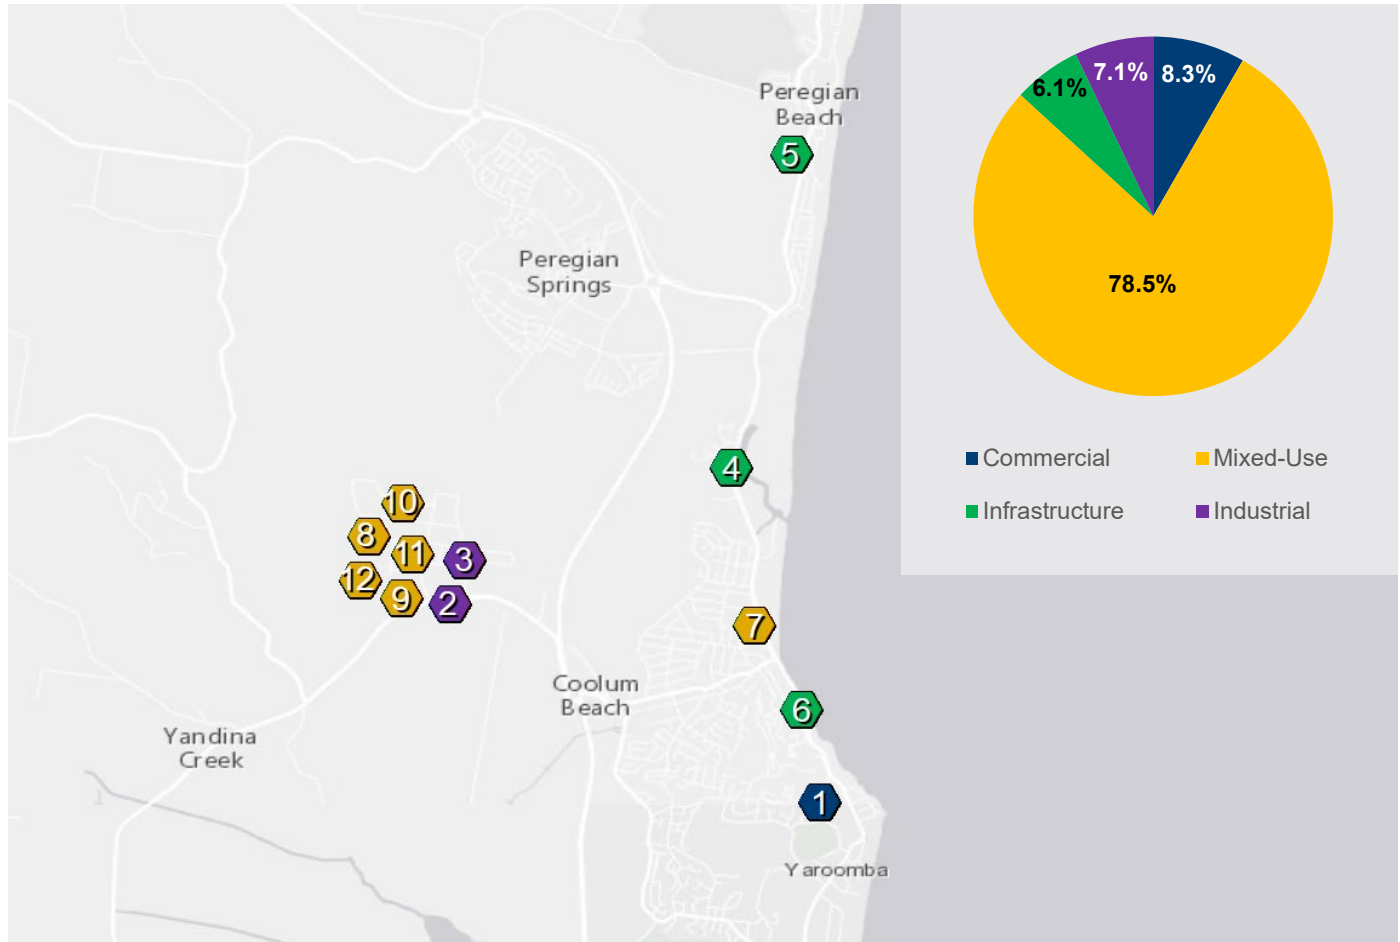 Peregian
Beach
5
Peregian
Springs
4
10
8
11
3
12
9
2
7
Coolum
Beach
6
Yandina
Creek
1
Yaroomba
6.1%
7.1%
8.3%
78.5%
Commercial
Mixed-Use
Infrastructure
Industrial